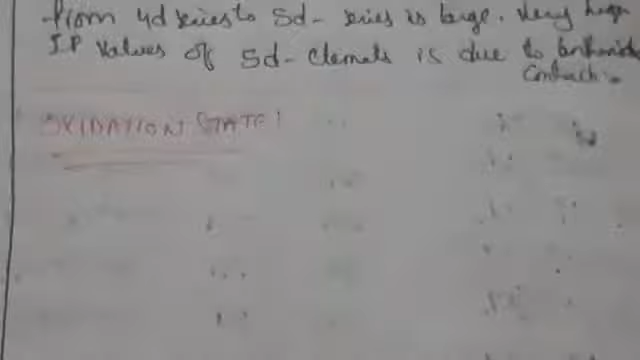 from 4d series to 5d- series is large. Very high
I.P values of 5d- elements is due to lanthanide
contract.
OXIDATION STATE!